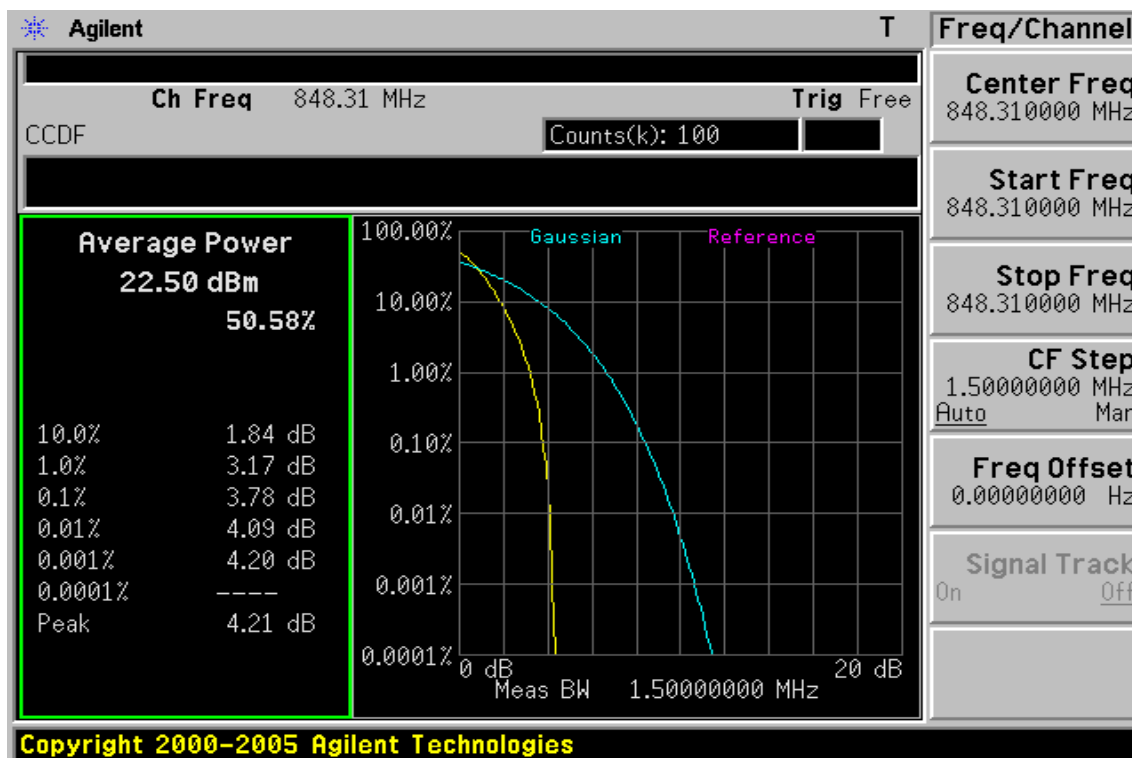 Agilent T
Ch Freq 848.31 MHz Trig Free
CCDF Counts(k): 100
Average Power
22.50 dBm
50.58%
10.0% 1.84 dB
1.0% 3.17 dB
0.1% 3.78 dB
0.01% 4.09 dB
0.001% 4.20 dB
0.0001% ----
Peak 4.21 dB
Gaussian Reference
100.00%
10.00%
1.00%
0.10%
0.01%
0.001%
0.0001%
0 dB 20 dB
Meas BW 1.50000000 MHz
Freq/Channel
Center Freq
848.310000 MHz
Start Freq
848.310000 MHz
Stop Freq
848.310000 MHz
CF Step
1.50000000 MHz
Auto Man
Freq Offset
0.00000000 Hz
Signal Track
On Off
Copyright 2000-2005 Agilent Technologies